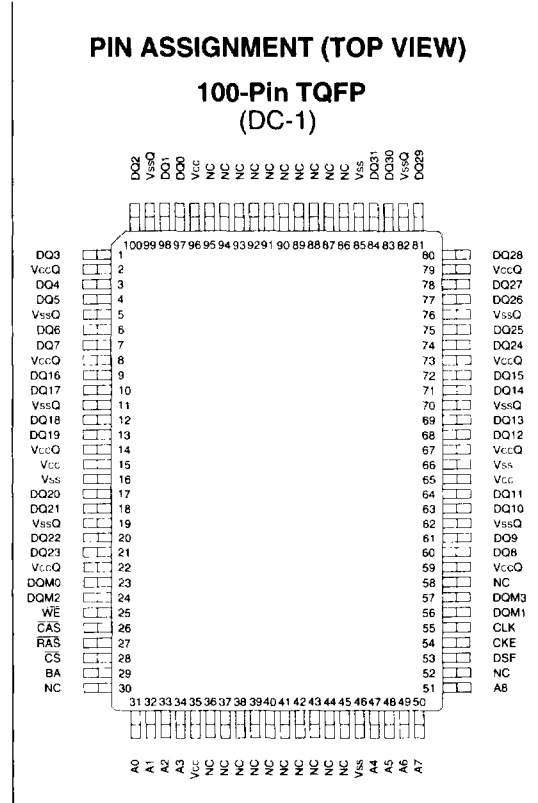 PIN ASSIGNMENT (TOP VIEW)
100-Pin TQFP
(DC-1)
DQ2 VssQ DQ1 DQ0 Vcc NC NC NC NC NC NC NC NC NC NC Vss DQ31 DQ30 VssQ DQ29
100 99 98 97 96 95 94 93 92 91 90 89 88 87 86 85 84 83 82 81
DQ3 1 80 DQ28
VccQ 2 79 VccQ
DQ4 3 78 DQ27
DQ5 4 77 DQ26
VssQ 5 76 VssQ
DQ6 6 75 DQ25
DQ7 7 74 DQ24
VccQ 8 73 VccQ
DQ16 9 72 DQ15
DQ17 10 71 DQ14
VssQ 11 70 VssQ
DQ18 12 69 DQ13
DQ19 13 68 DQ12
VccQ 14 67 VccQ
Vcc 15 66 Vss
Vss 16 65 Vcc
DQ20 17 64 DQ11
DQ21 18 63 DQ10
VssQ 19 62 VssQ
DQ22 20 61 DQ9
DQ23 21 60 DQ8
VccQ 22 59 VccQ
DQM0 23 58 NC
DQM2 24 57 DQM3
WE 25 56 DQM1
CAS 26 55 CLK
RAS 27 54 CKE
CS 28 53 DSF
BA 29 52 NC
NC 30 51 A8
31 32 33 34 35 36 37 38 39 40 41 42 43 44 45 46 47 48 49 50
A0 A1 A2 A3 Vcc NC NC NC NC NC NC NC NC NC NC Vss A4 A5 A6 A7